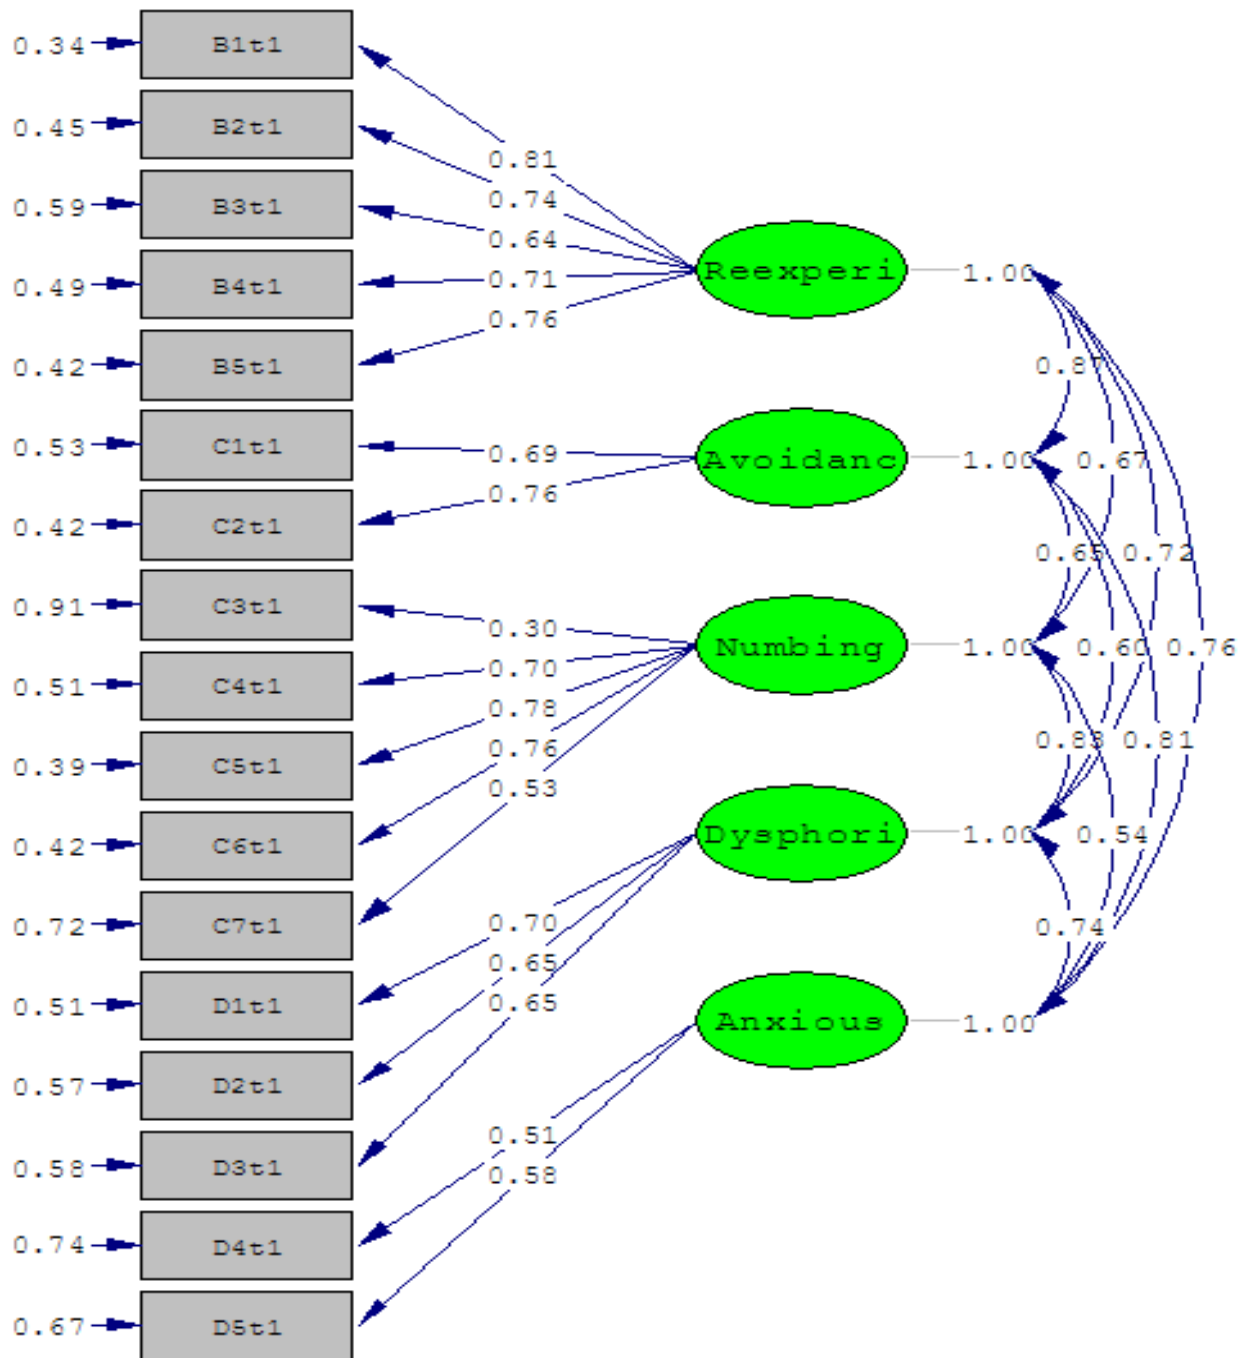 0.34 B1t1
0.45 B2t1
0.59 B3t1
0.49 B4t1
0.42 B5t1
0.53 C1t1
0.42 C2t1
0.91 C3t1
0.51 C4t1
0.39 C5t1
0.42 C6t1
0.72 C7t1
0.51 D1t1
0.57 D2t1
0.58 D3t1
0.74 D4t1
0.67 D5t1
0.81
0.74
0.64
0.71
0.76
0.69
0.76
0.30
0.70
0.78
0.76
0.53
0.70
0.65
0.65
0.51
0.58
Reexperi 1.00
Avoidanc 1.00
Numbing 1.00
Dysphori 1.00
Anxious 1.00
0.87
0.67
0.65 0.72
0.60 0.76
0.83 0.81
0.54
0.74